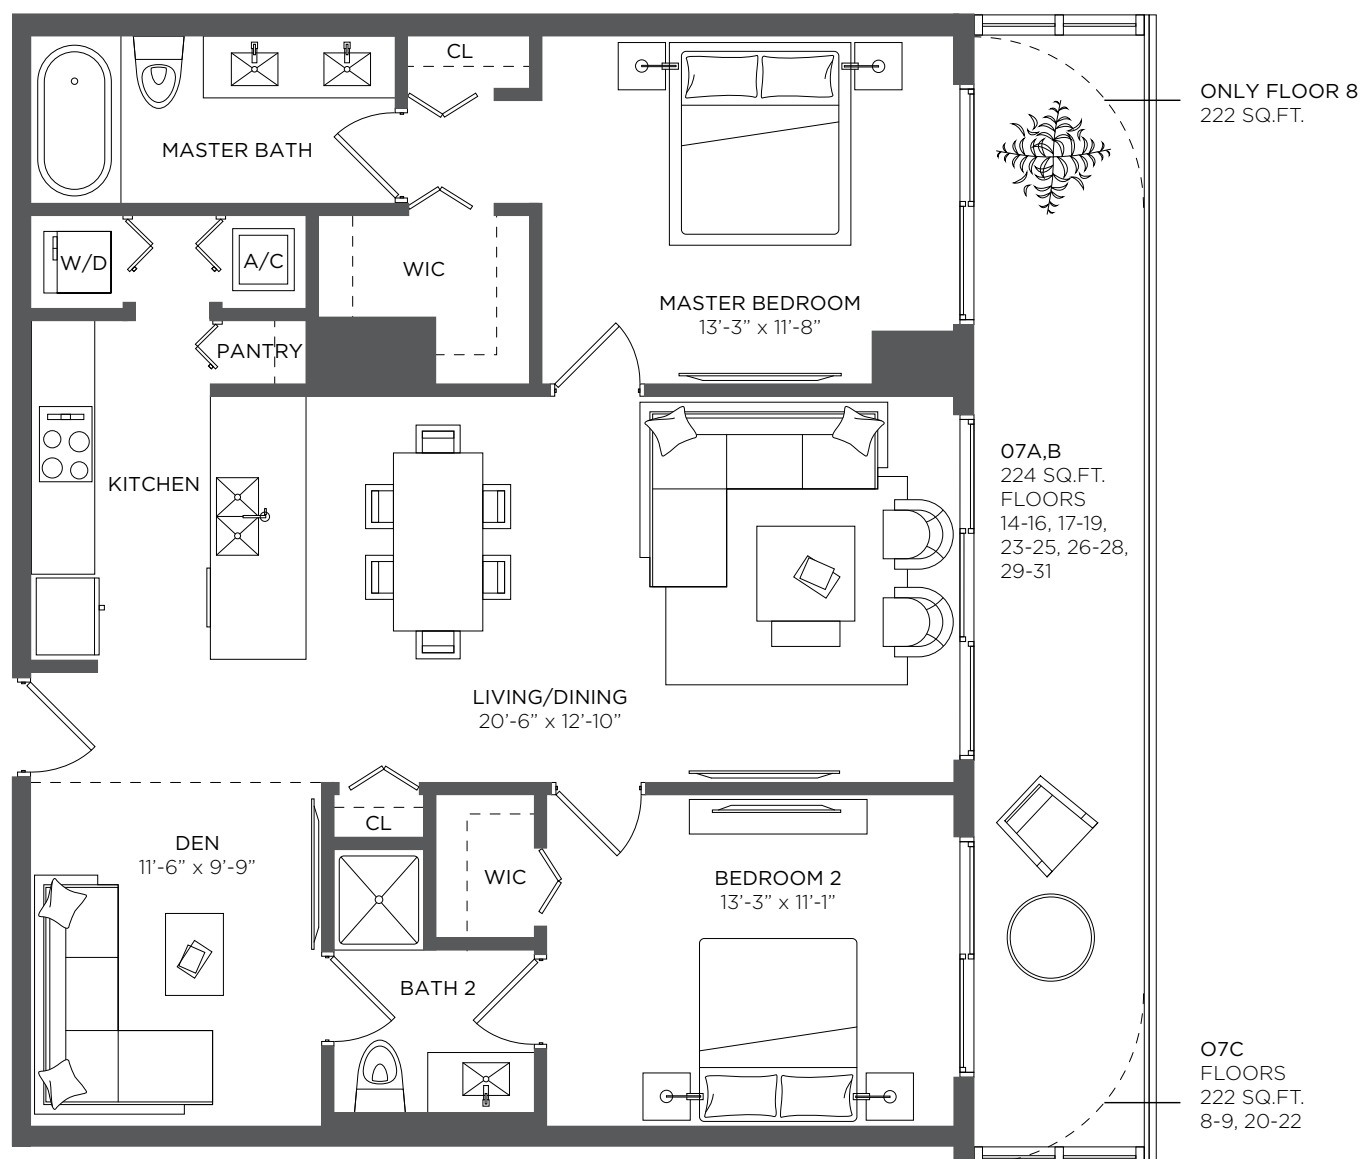 CL
ONLY FLOOR 8
222 SQ.FT.
MASTER BATH
W/D
A/C
WIC
MASTER BEDROOM
13'-3” x 11'-8”
PANTRY
KITCHEN
07A,B
224 SQ.FT.
FLOORS
14-16, 17-19,
23-25, 26-28,
29-31
LIVING/DINING
20'-6” x 12'-10”
CL
DEN
11'-6” x 9'-9”
WIC
BEDROOM 2
13'-3” x 11'-1”
BATH 2
O7C
FLOORS
222 SQ.FT.
8-9, 20-22